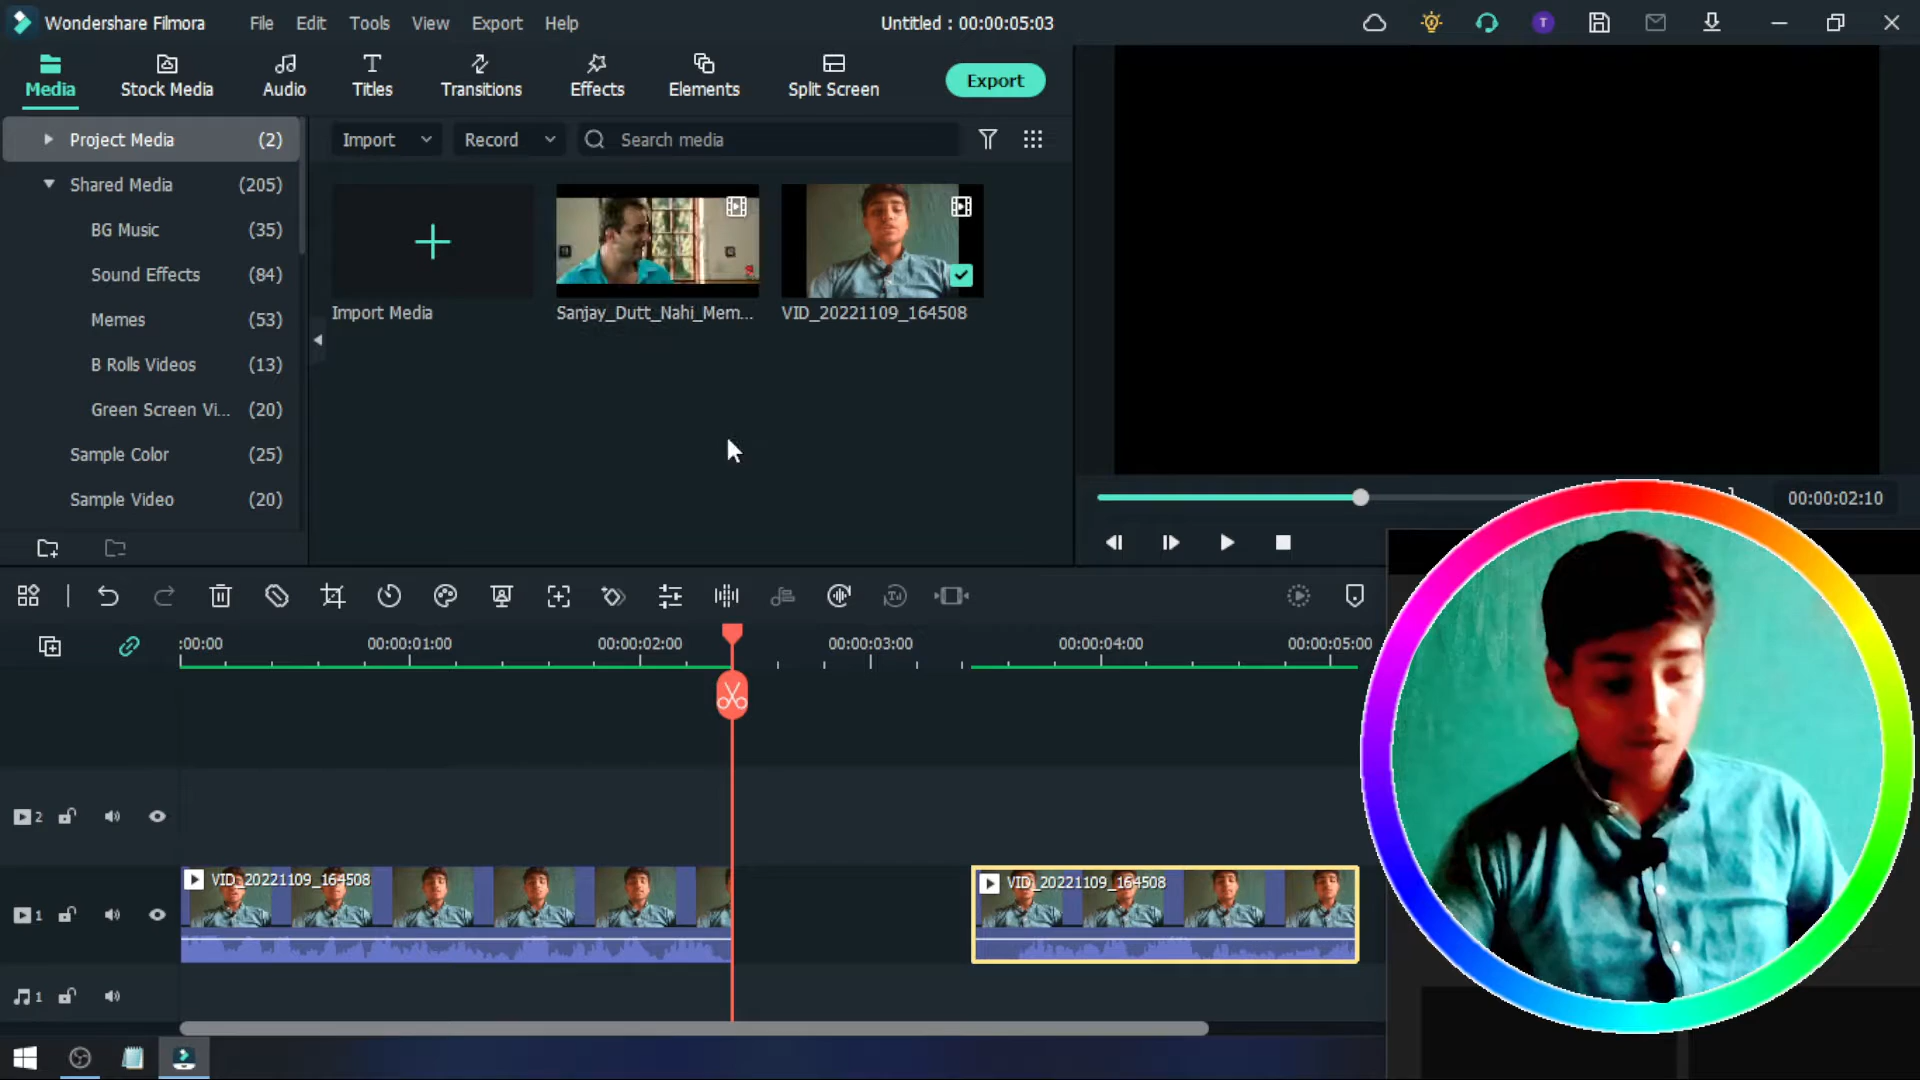 Wondershare Filmora
File
Edit
Tools
View
Export
Help
Untitled : 00:00:05:03
T
Media
Stock Media
Audio
Titles
Transitions
Effects
Elements
Split Screen
Export
Project Media (2)
Shared Media (205)
BG Music (35)
Sound Effects (84)
Memes (53)
B Rolls Videos (13)
Green Screen Vi... (20)
Sample Color (25)
Sample Video (20)
Import
Record
Search media
Import Media
Sanjay_Dutt_Nahi_Mem...
VID_20221109_164508
00:00:02:10
:00:00
00:00:01:00
00:00:02:00
00:00:03:00
00:00:04:00
00:00:05:00
2
1
VID_20221109_164508
VID_20221109_164508
1